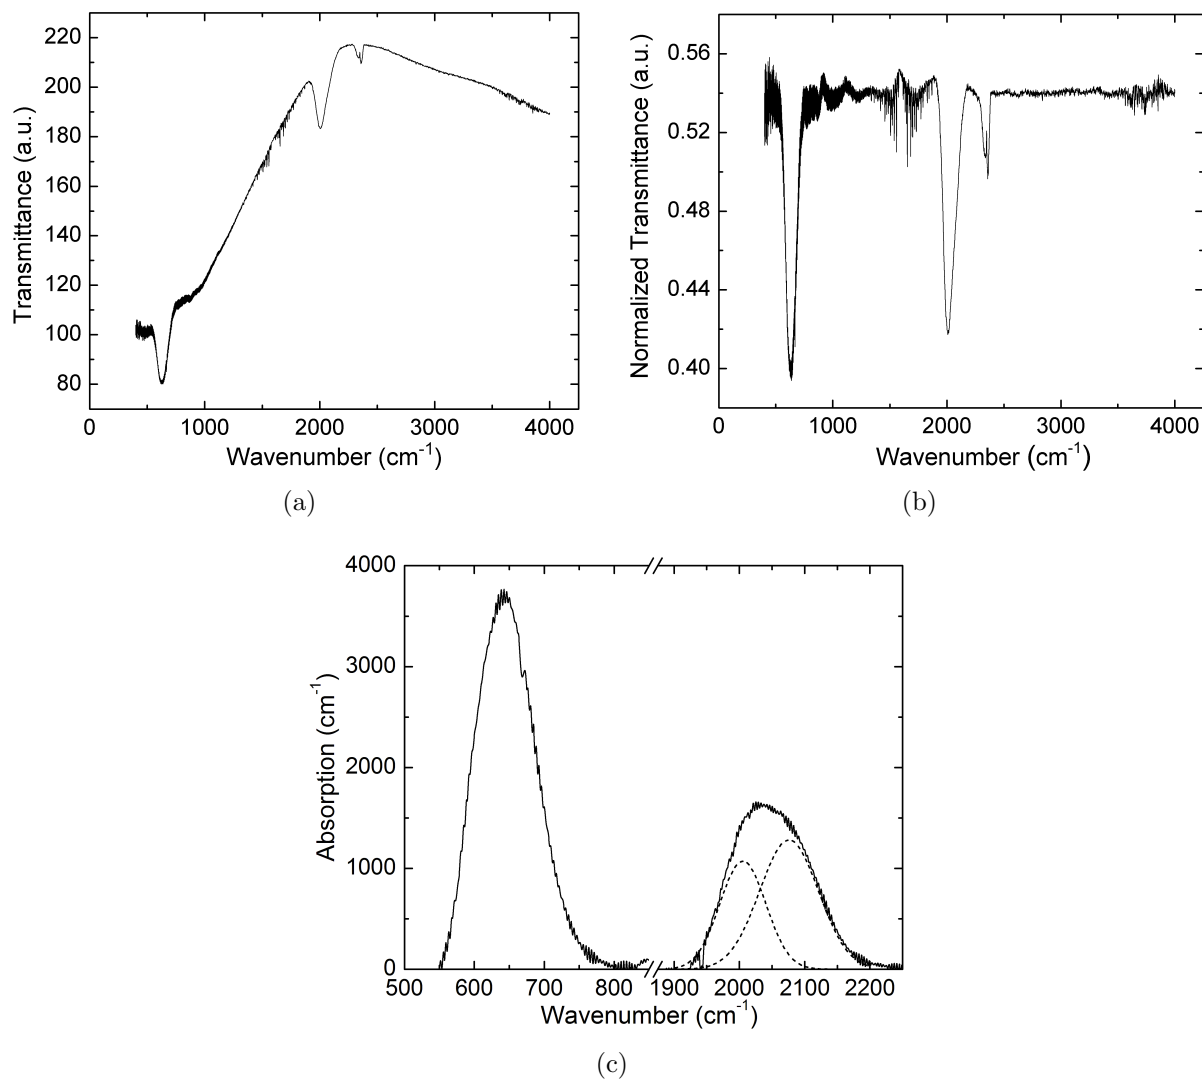 220
200
180
160
140
120
100
80
Transmittance (a.u.)
0 1000 2000 3000 4000
Wavenumber (cm⁻¹)
(a)
0.56
0.52
0.48
0.44
0.40
Normalized Transmittance (a.u.)
0 1000 2000 3000 4000
Wavenumber (cm⁻¹)
(b)
4000
3000
2000
1000
0
Absorption (cm⁻¹)
500 600 700 800 1900 2000 2100 2200
Wavenumber (cm⁻¹)
(c)